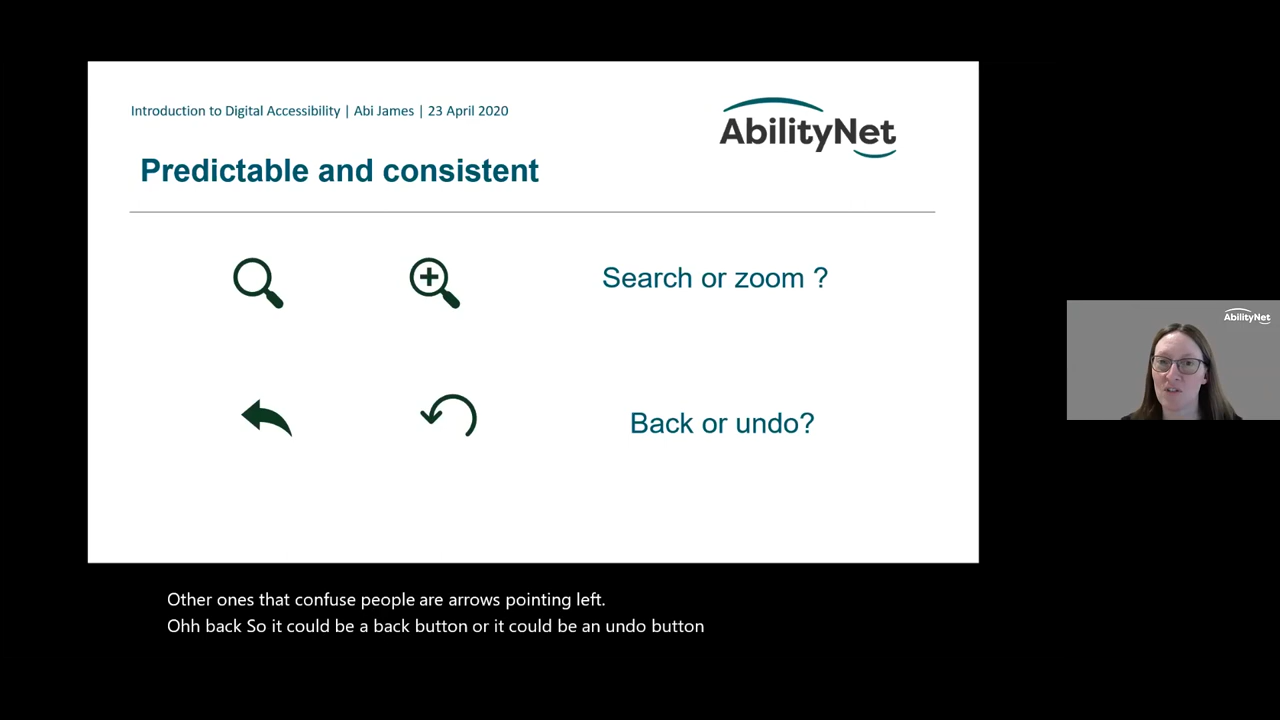 Introduction to Digital Accessibility | Abi James | 23 April 2020
AbilityNet
Predictable and consistent
Search or zoom ?
Back or undo?
AbilityNet
Other ones that confuse people are arrows pointing left.
Ohh back So it could be a back button or it could be an undo button